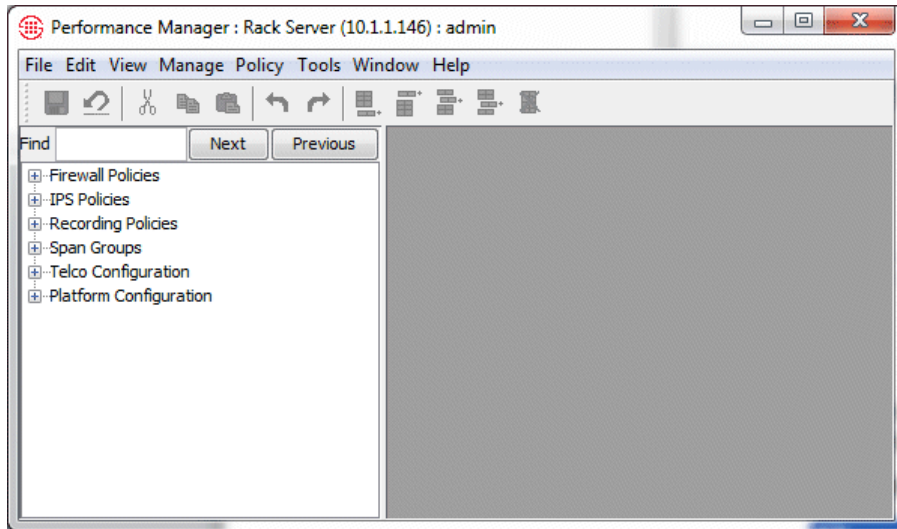 Performance Manager : Rack Server (10.1.1.146) : admin
File Edit View Manage Policy Tools Window Help
Find Next Previous
Firewall Policies
IPS Policies
Recording Policies
Span Groups
Telco Configuration
Platform Configuration